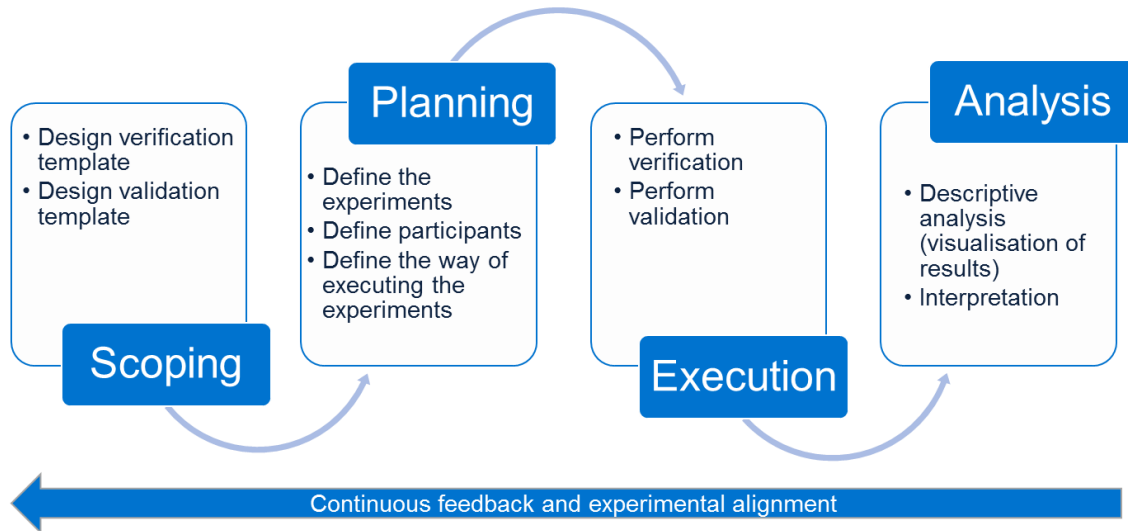 • Design verification
template
• Design validation
template
Scoping
Planning
• Define the
experiments
• Define participants
• Define the way of
executing the
experiments
• Perform
verification
• Perform
validation
Execution
Analysis
• Descriptive
analysis
(visualisation of
results)
• Interpretation
Continuous feedback and experimental alignment